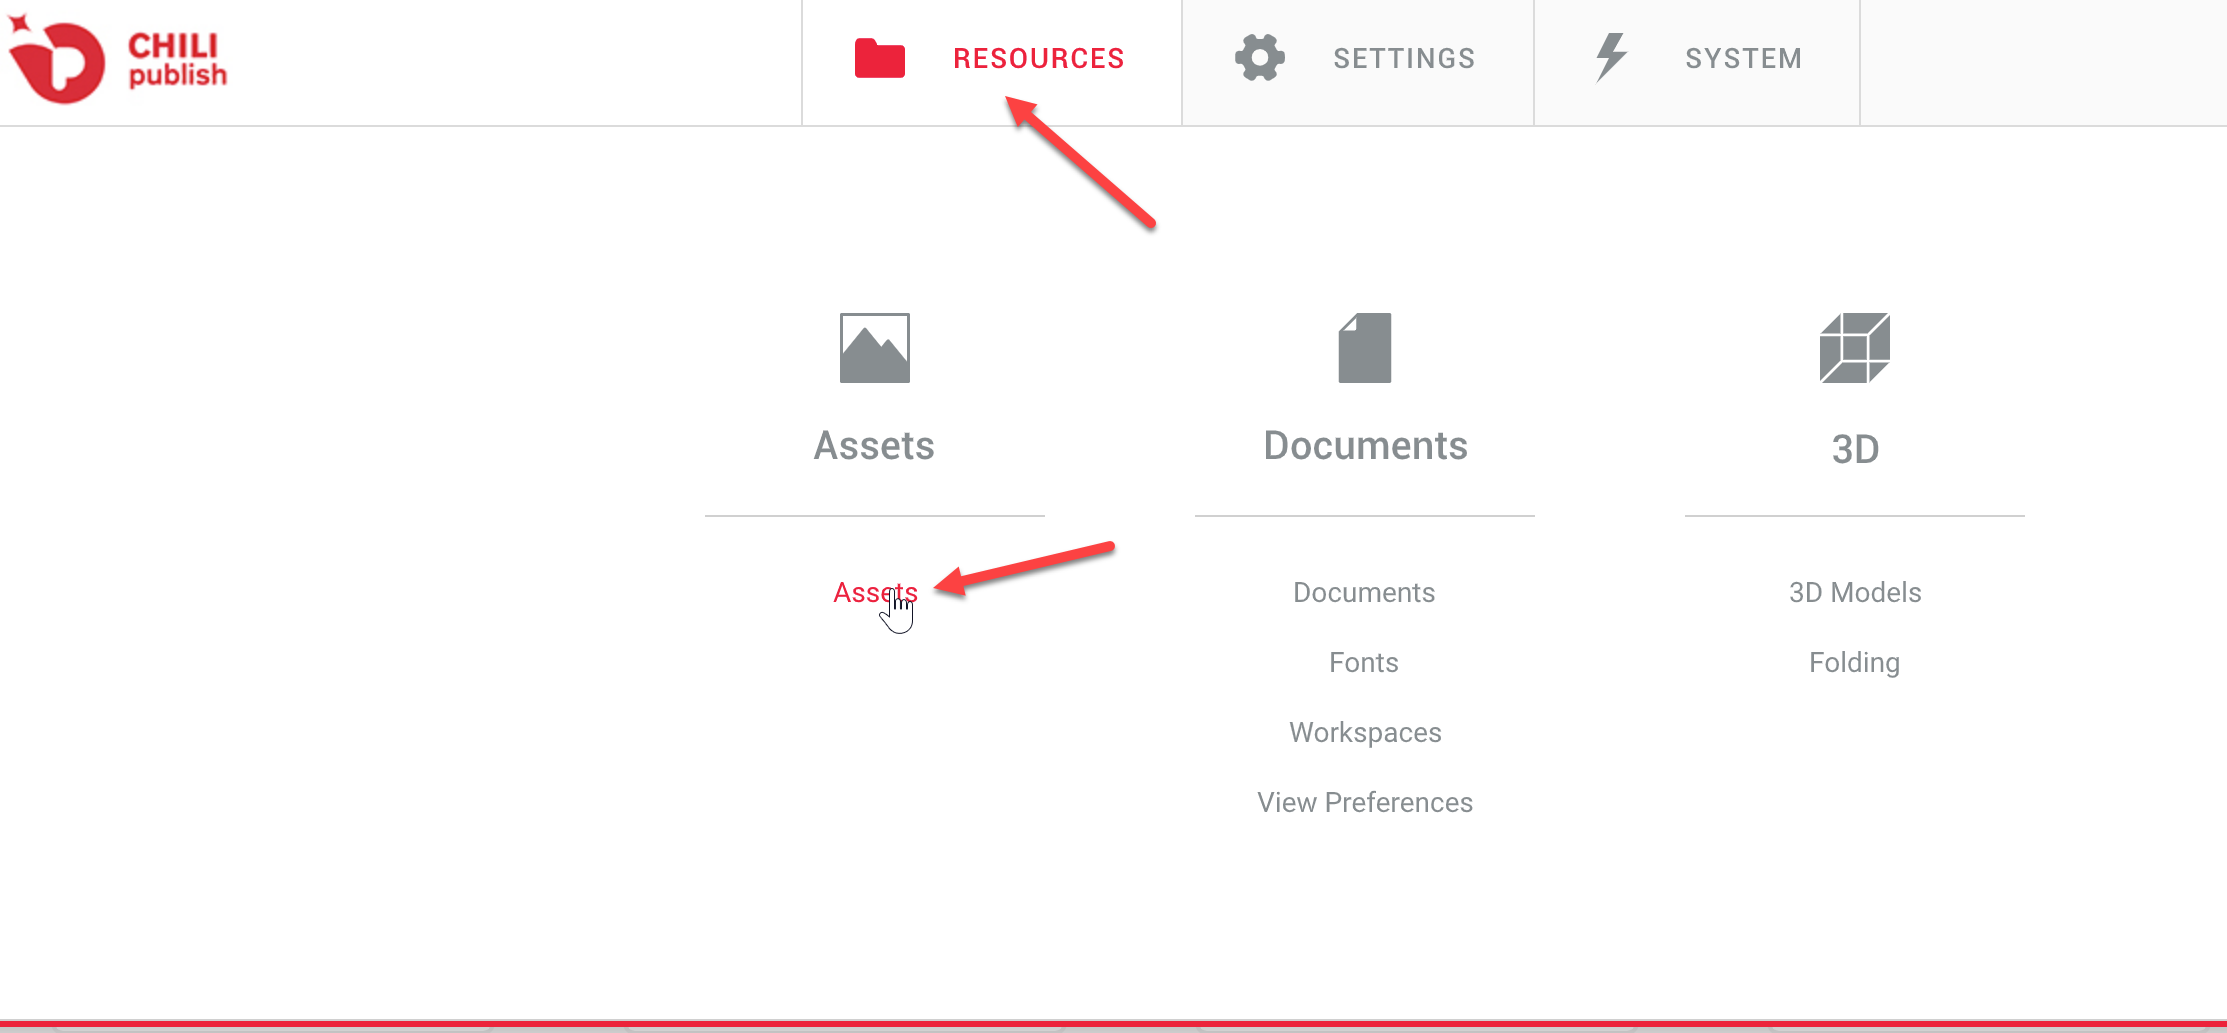 CHILI
publish
RESOURCES
SETTINGS
SYSTEM
Assets
Documents
3D
Assets
Documents
3D Models
Fonts
Folding
Workspaces
View Preferences